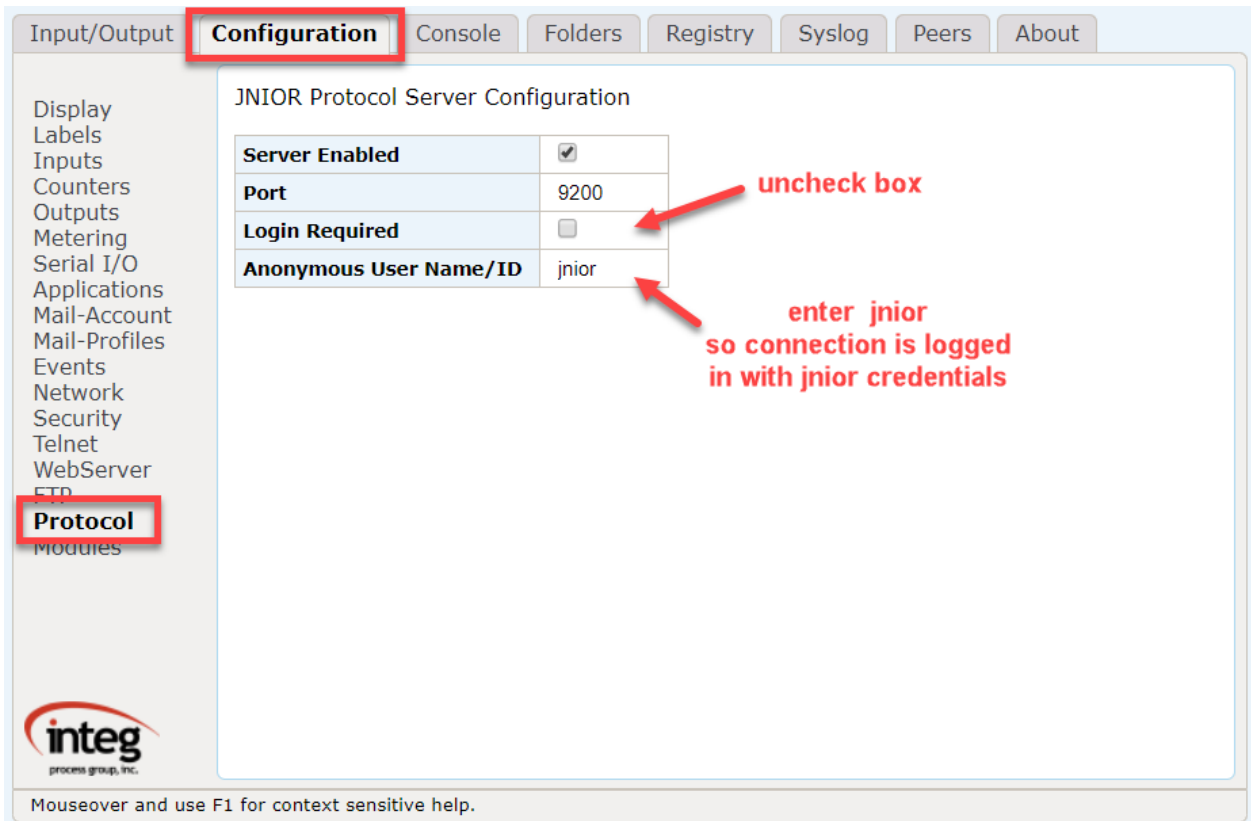 Input/Output Configuration Console Folders Registry Syslog Peers About
Display
Labels
Inputs
Counters
Outputs
Metering
Serial I/O
Applications
Mail-Account
Mail-Profiles
Events
Network
Security
Telnet
WebServer
FTP
Protocol
Modules
JNIOR Protocol Server Configuration
Server Enabled
Port 9200
Login Required
Anonymous User Name/ID jnior
uncheck box
enter jnior
so connection is logged
in with jnior credentials
integ
process group, inc.
Mouseover and use F1 for context sensitive help.